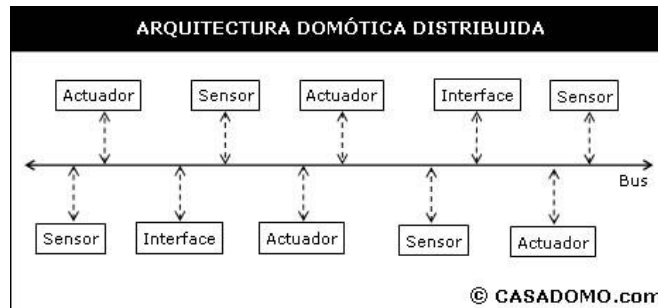 ARQUITECTURA DOMÓTICA DISTRIBUIDA
Actuador Sensor Actuador Interface Sensor
Bus
Sensor Interface Actuador Sensor Actuador
© CASADOMO.com